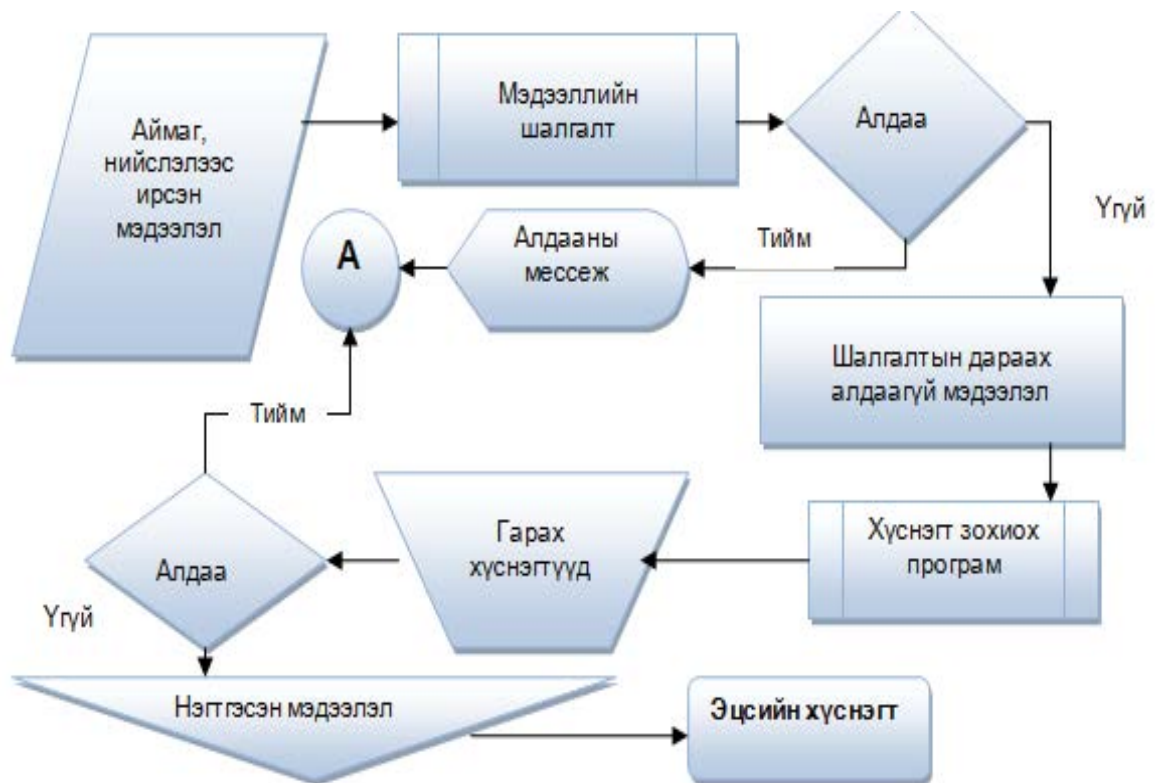 Аймаг,
нийслэлээс
ирсэн
мэдээлэл
Мэдээллийн
шалгалт
Алдаа
Үгүй
Тийм
Алдааны
мессеж
А
Шалгалтын дараах
алдаагүй мэдээлэл
Тийм
Хүснэгт зохиох
програм
Гарах
хүснэгтүүд
Алдаа
Үгүй
Нэгтгэсэн мэдээлэл
Эцсийн хүснэгт